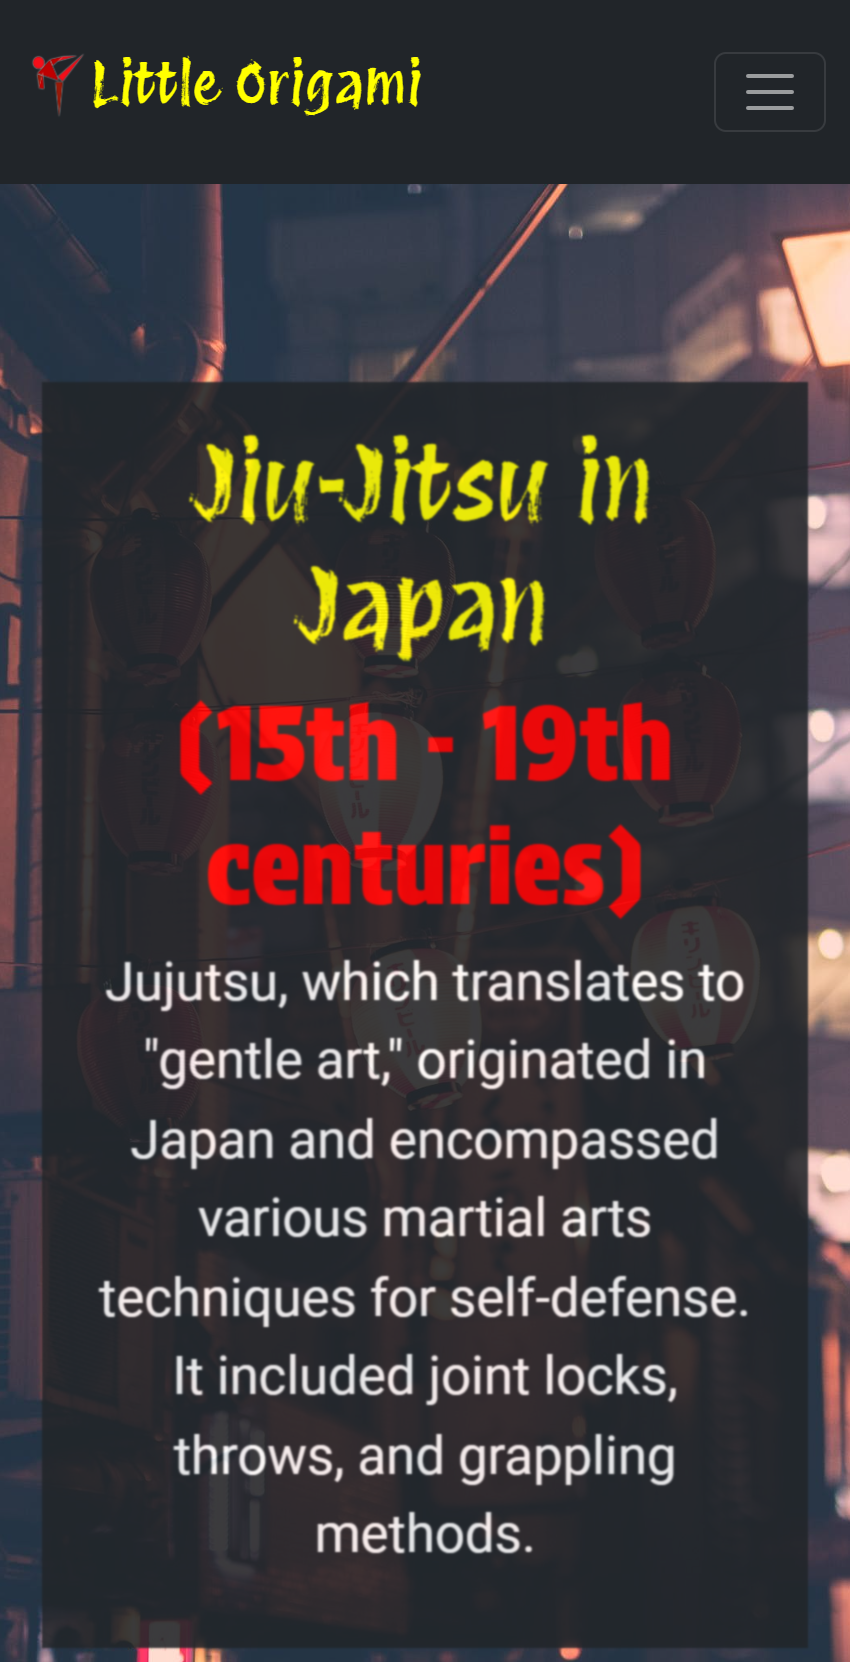 Little Origami
Jiu-Jitsu in
Japan
(15th - 19th
centuries)
Jujutsu, which translates to
"gentle art," originated in
Japan and encompassed
various martial arts
techniques for self-defense.
It included joint locks,
throws, and grappling
methods.